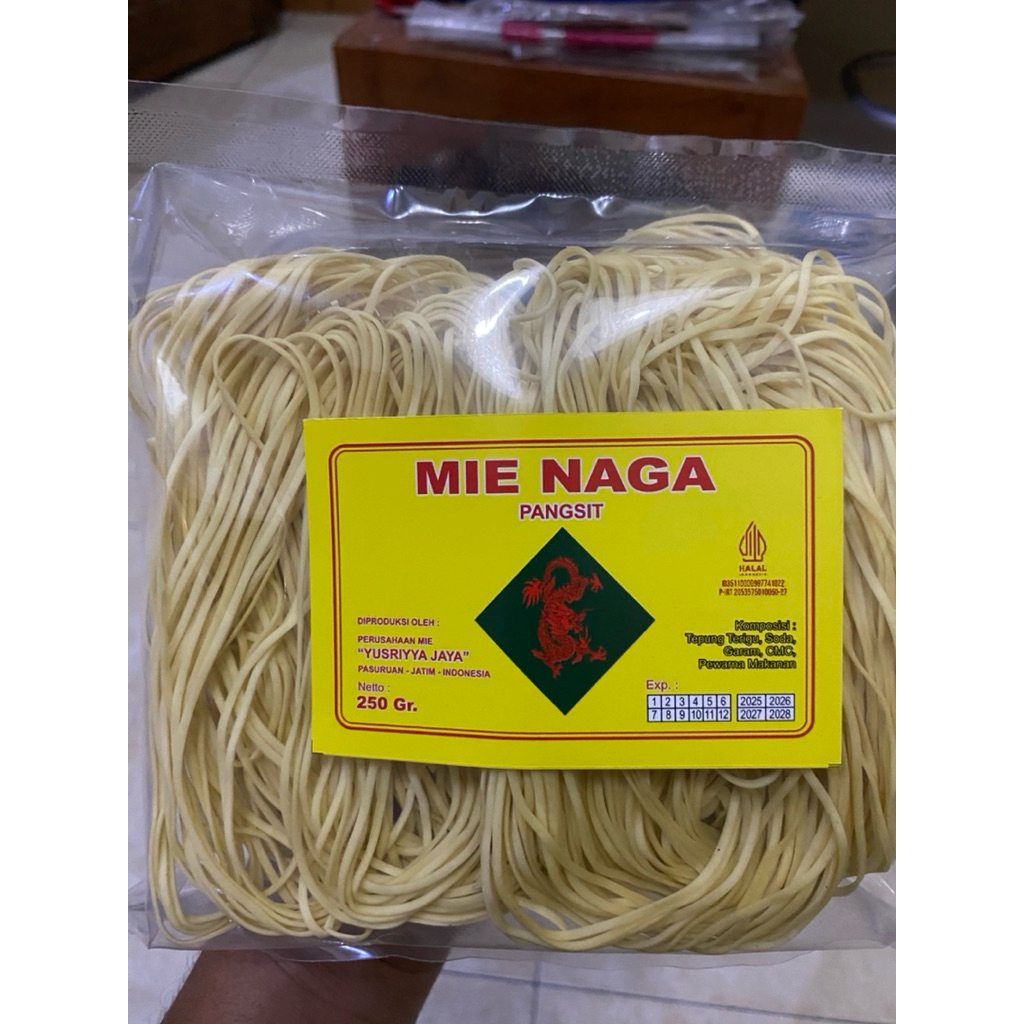 MIE NAGA
PANGSIT
HALAL
INDONESIA
DIPRODUKSI OLEH :
PERUSAHAAN MIE
"YUSRIYYA JAYA"
PASURUAN - JATIM - INDONESIA
Netto :
250 Gr.
Komposisi :
Tepung Terigu, Soda,
Garam, CMC,
Pewarna Makanan
Exp. :
1 2 3 4 5 6 2025 2026
7 8 9 10 11 12 2027 2028